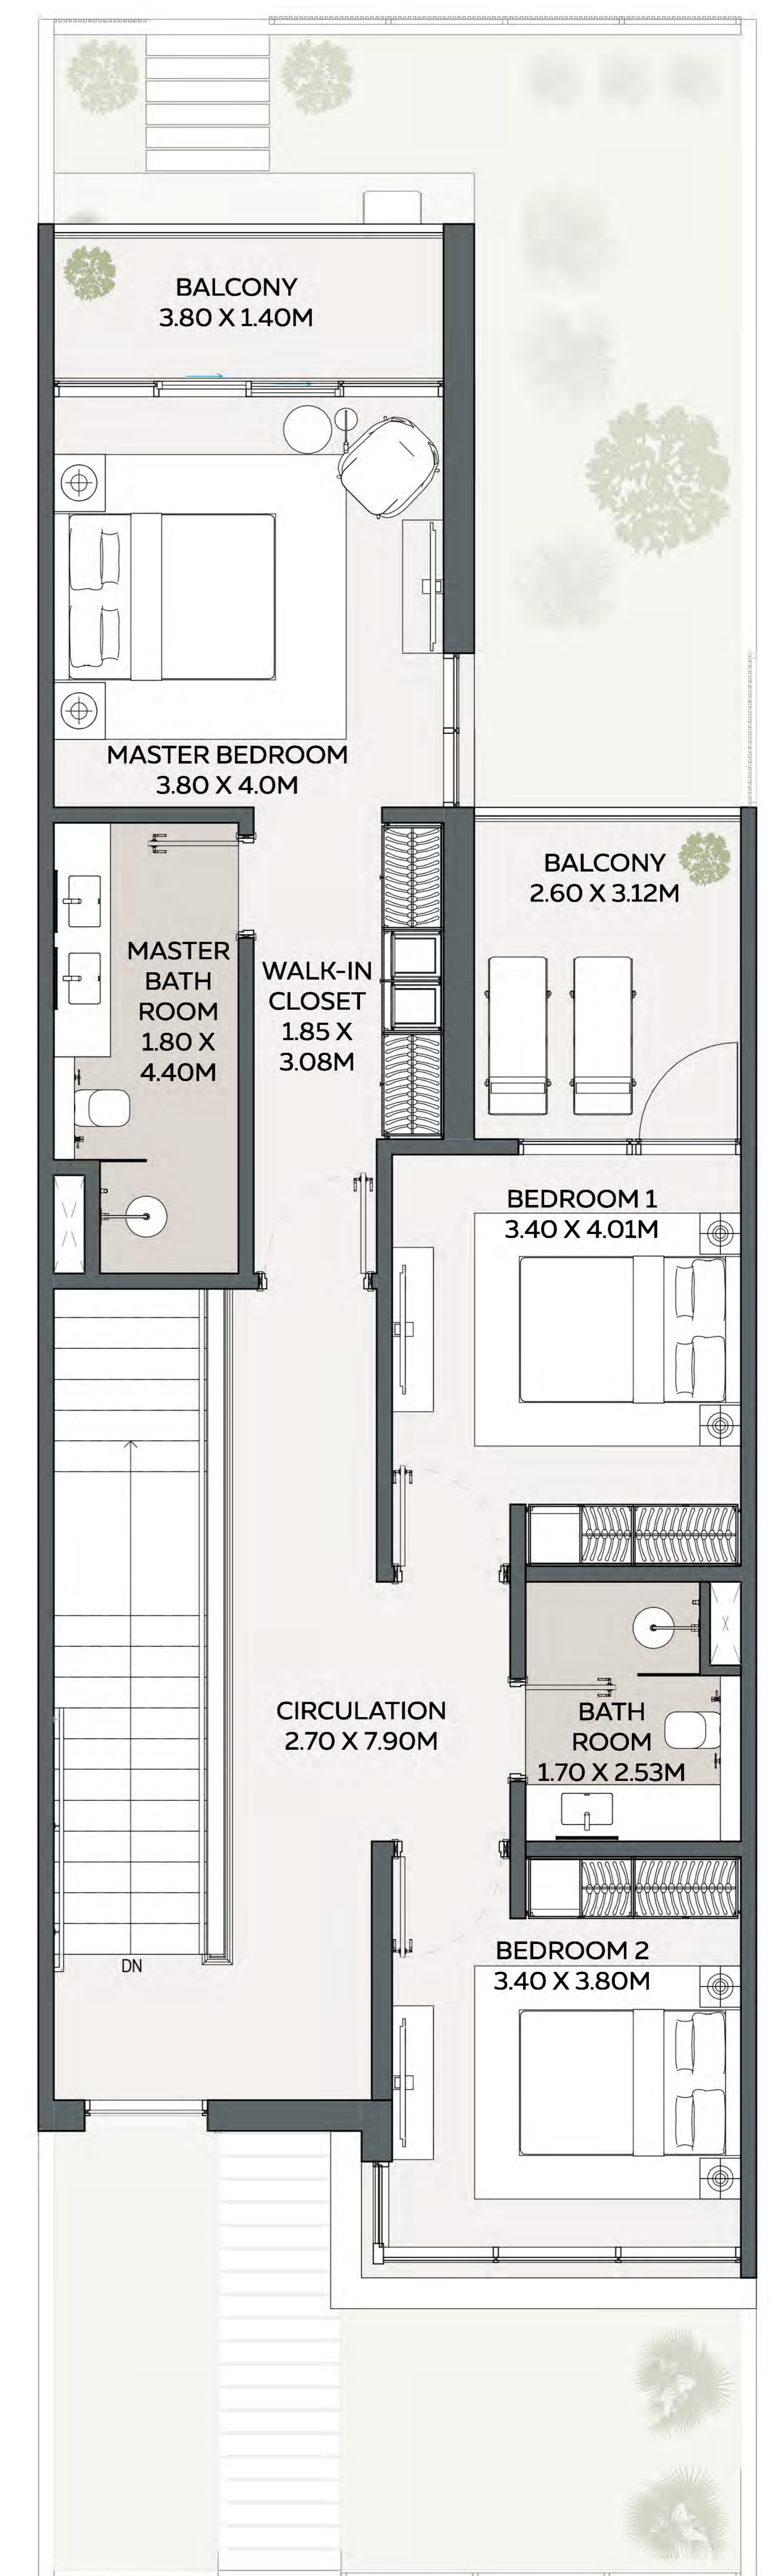 BALCONY
3.80 X 1.40M
MASTER BEDROOM
3.80 X 4.0M
BALCONY
2.60 X 3.12M
MASTER
BATH
ROOM
1.80 X
4.40M
WALK-IN
CLOSET
1.85 X
3.08M
BEDROOM 1
3.40 X 4.01M
CIRCULATION
2.70 X 7.90M
BATH
ROOM
1.70 X 2.53M
BEDROOM 2
3.40 X 3.80M
DN